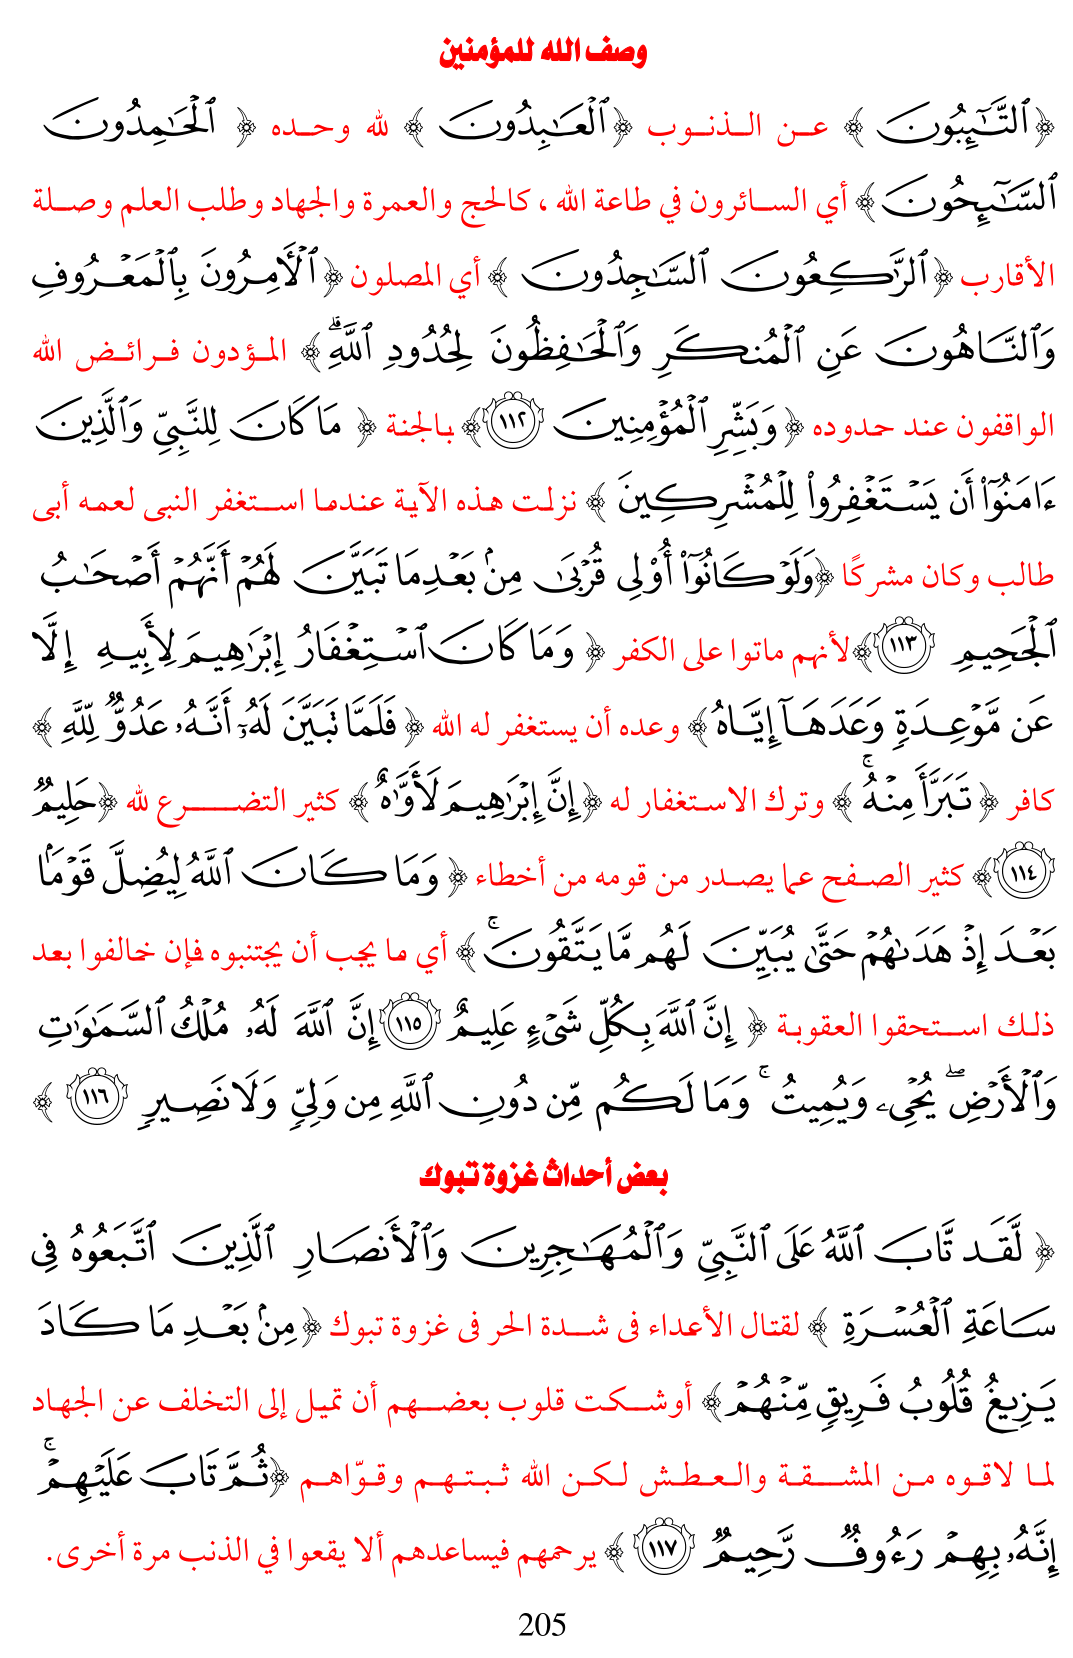 وصف الله للمؤمنين
﴿ٱلتَّـٰٓئِبُونَ﴾ عن الذنوب ﴿ٱلْعَـٰبِدُونَ﴾ لله وحده ﴿ٱلْحَـٰمِدُونَ
ٱلسَّـٰٓئِحُونَ﴾ أي السائرون في طاعة الله ، كالحج والعمرة والجهاد وطلب العلم وصلة
الأقارب ﴿ٱلرَّٰكِعُونَ ٱلسَّـٰجِدُونَ﴾ أي المصلون ﴿ٱلْأَمِرُونَ بِٱلْمَعْرُوفِ
وَٱلنَّاهُونَ عَنِ ٱلْمُنكَرِ وَٱلْحَـٰفِظُونَ لِحُدُودِ ٱللَّهِ ۗ﴾ المؤدون فرائض الله
الواقفون عند حدوده ﴿وَبَشِّرِ ٱلْمُؤْمِنِينَ ١١٢﴾ بالجنة ﴿ مَا كَانَ لِلنَّبِيِّ وَٱلَّذِينَ
ءَامَنُوٓا۟ أَن يَسْتَغْفِرُوا۟ لِلْمُشْرِكِينَ ﴾ نزلت هذه الآية عندما استغفر النبى لعمه أبى
طالب وكان مشركًا ﴿وَلَوْ كَانُوٓا۟ أُو۟لِى قُرْبَىٰ مِنۢ بَعْدِ مَا تَبَيَّنَ لَهُمْ أَنَّهُمْ أَصْحَـٰبُ
ٱلْجَحِيمِ ١١٣﴾ لأنهم ماتوا على الكفر ﴿ وَمَا كَانَ ٱسْتِغْفَارُ إِبْرَٰهِيمَ لِأَبِيهِ إِلَّا
عَن مَّوْعِدَةٍ وَعَدَهَآ إِيَّاهُ﴾ وعده أن يستغفر له الله ﴿ فَلَمَّا تَبَيَّنَ لَهُۥٓ أَنَّهُۥ عَدُوٌّ لِّلَّهِ ﴾
كافر ﴿ تَبَرَّأَ مِنْهُ ۚ ﴾ وترك الاستغفار له ﴿إِنَّ إِبْرَٰهِيمَ لَأَوَّٰهٌ ﴾ كثير التضرع لله ﴿حَلِيمٌ
١١٤﴾ كثير الصفح عما يصدر من قومه من أخطاء ﴿ وَمَا كَانَ ٱللَّهُ لِيُضِلَّ قَوْمًۢا
بَعْدَ إِذْ هَدَىٰهُمْ حَتَّىٰ يُبَيِّنَ لَهُم مَّا يَتَّقُونَ ۚ ﴾ أي ما يجب أن يجتنبوه فإن خالفوا بعد
ذلك استحقوا العقوبة ﴿ إِنَّ ٱللَّهَ بِكُلِّ شَىْءٍ عَلِيمٌ ١١٥ إِنَّ ٱللَّهَ لَهُۥ مُلْكُ ٱلسَّمَـٰوَٰتِ
وَٱلْأَرْضِ ۖ يُحْىِۦ وَيُمِيتُ ۚ وَمَا لَكُم مِّن دُونِ ٱللَّهِ مِن وَلِىٍّ وَلَا نَصِيرٍ ١١٦ ﴾
بعض أحداث غزوة تبوك
﴿ لَّقَد تَّابَ ٱللَّهُ عَلَى ٱلنَّبِىِّ وَٱلْمُهَـٰجِرِينَ وَٱلْأَنصَارِ ٱلَّذِينَ ٱتَّبَعُوهُ فِى
سَاعَةِ ٱلْعُسْرَةِ ﴾ لقتال الأعداء فى شدة الحر فى غزوة تبوك ﴿مِنۢ بَعْدِ مَا كَادَ
يَزِيغُ قُلُوبُ فَرِيقٍ مِّنْهُمْ﴾ أوشكت قلوب بعضهم أن تميل إلى التخلف عن الجهاد
لما لاقوه من المشقة والعطش لكن الله ثبتهم وقوّاهم ﴿ثُمَّ تَابَ عَلَيْهِمْ ۚ
إِنَّهُۥ بِهِمْ رَءُوفٌ رَّحِيمٌ ١١٧ ﴾ يرحمهم فيساعدهم ألا يقعوا في الذنب مرة أخرى.
205